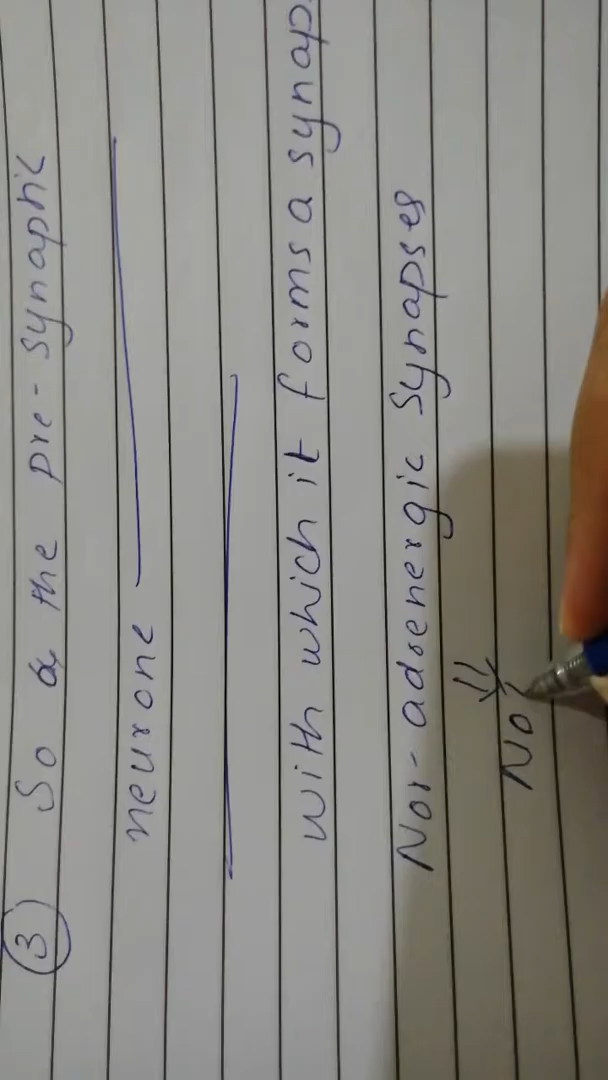 ③ So the pre-synaptic
neurone
with which it forms a synap
Nor-adrenergic synapses
⇓
No